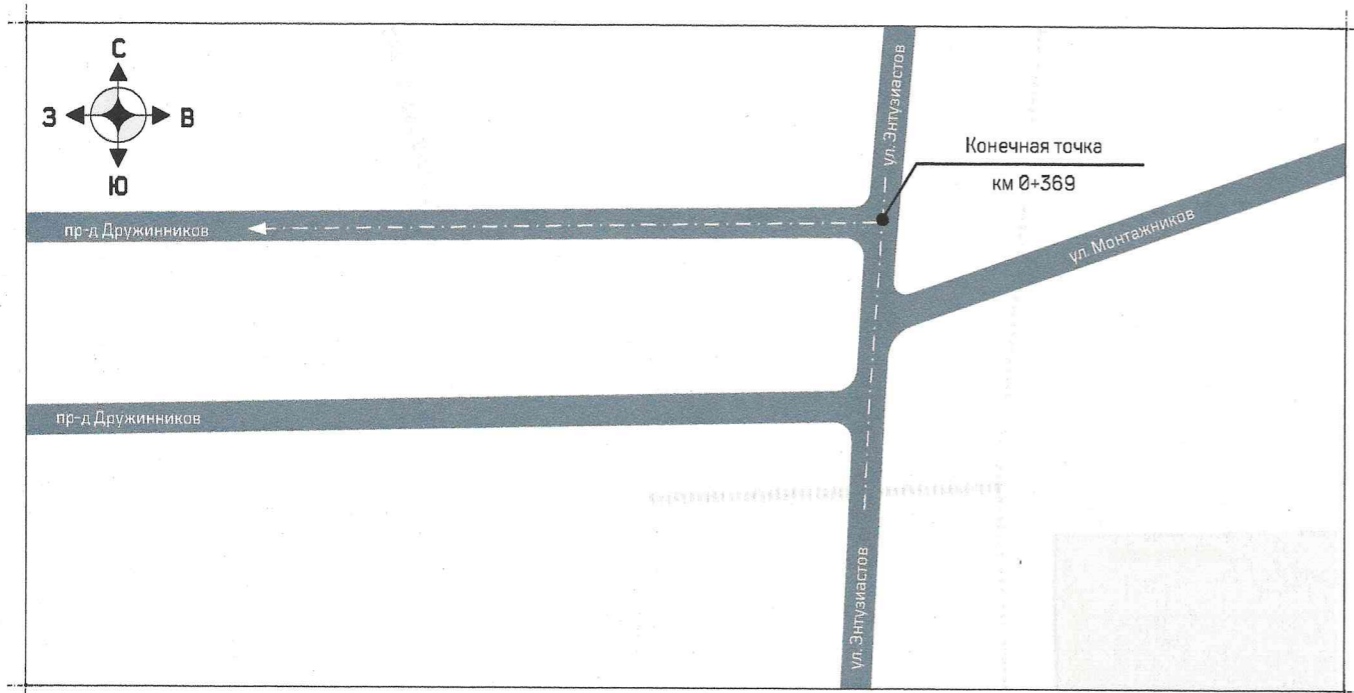 С
З
В
Ю
ул. Энтузиастов
Конечная точка
км 0+369
пр-д Дружинников
ул. Монтажников
пр-д Дружинников
ул. Энтузиастов